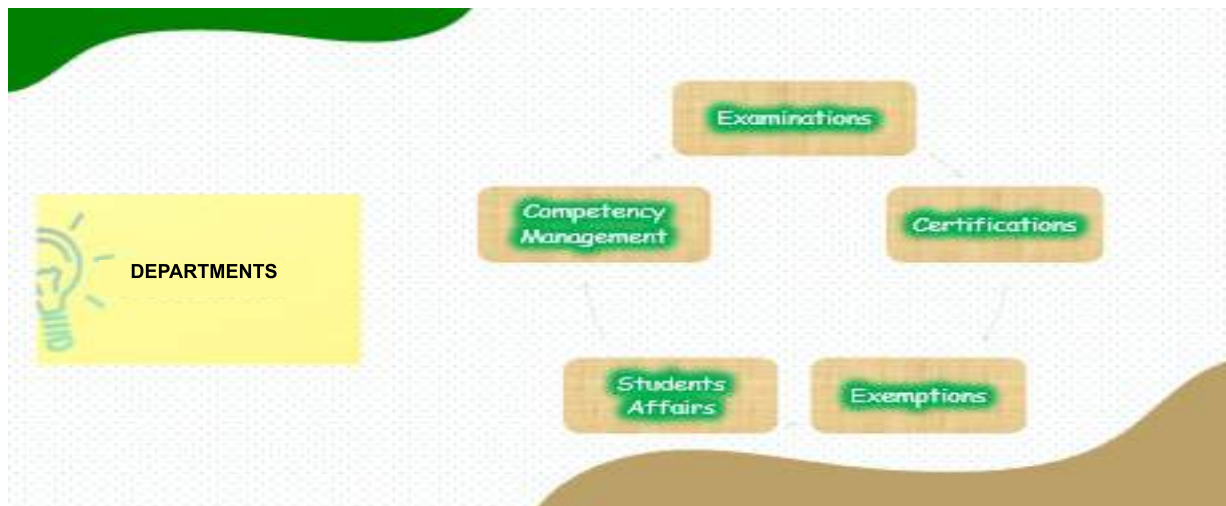 DEPARTMENTS
Examinations
Certifications
Exemptions
Students
Affairs
Competency
Management